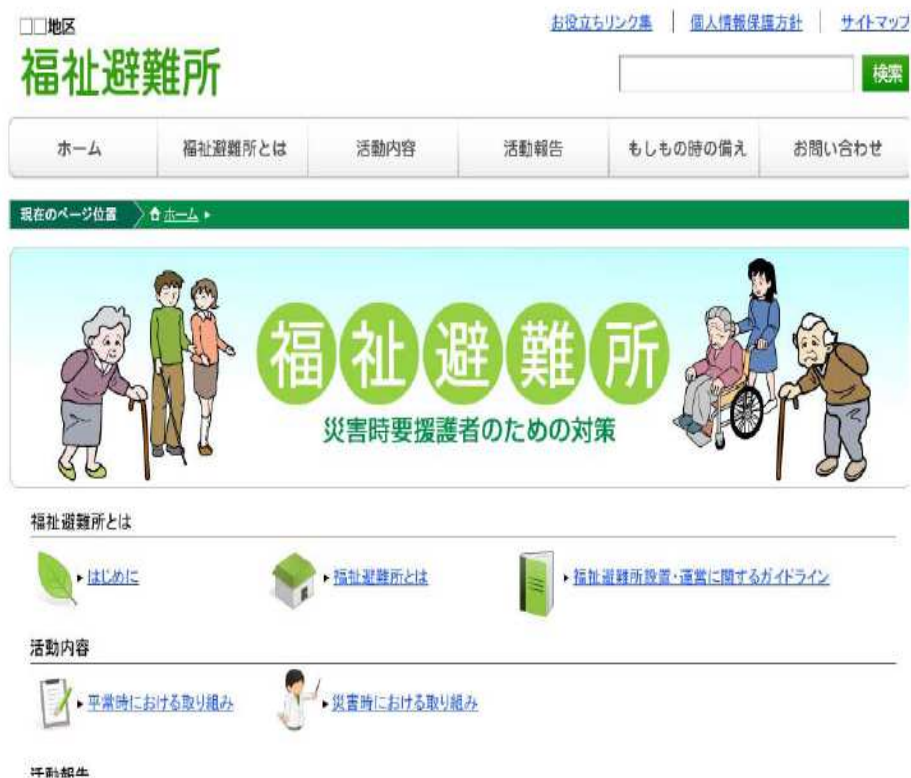 □□地区
お役立ちリンク集 | 個人情報保護方針 | サイトマップ
福祉避難所
検索
ホーム 福祉避難所とは 活動内容 活動報告 もしもの時の備え お問い合わせ
現在のページ位置 ホーム
福祉避難所
災害時要援護者のための対策
福祉避難所とは
はじめに 福祉避難所とは 福祉避難所設置・運営に関するガイドライン
活動内容
平常時における取り組み 災害時における取り組み
活動報告